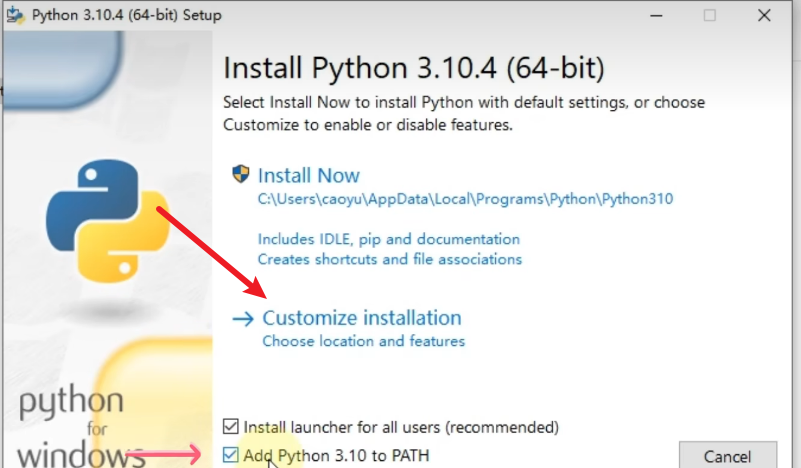 Python 3.10.4 (64-bit) Setup
Install Python 3.10.4 (64-bit)
Select Install Now to install Python with default settings, or choose
Customize to enable or disable features.
Install Now
C:\Users\caoyu\AppData\Local\Programs\Python\Python310
Includes IDLE, pip and documentation
Creates shortcuts and file associations
Customize installation
Choose location and features
python
for
windows
Install launcher for all users (recommended)
Add Python 3.10 to PATH
Cancel